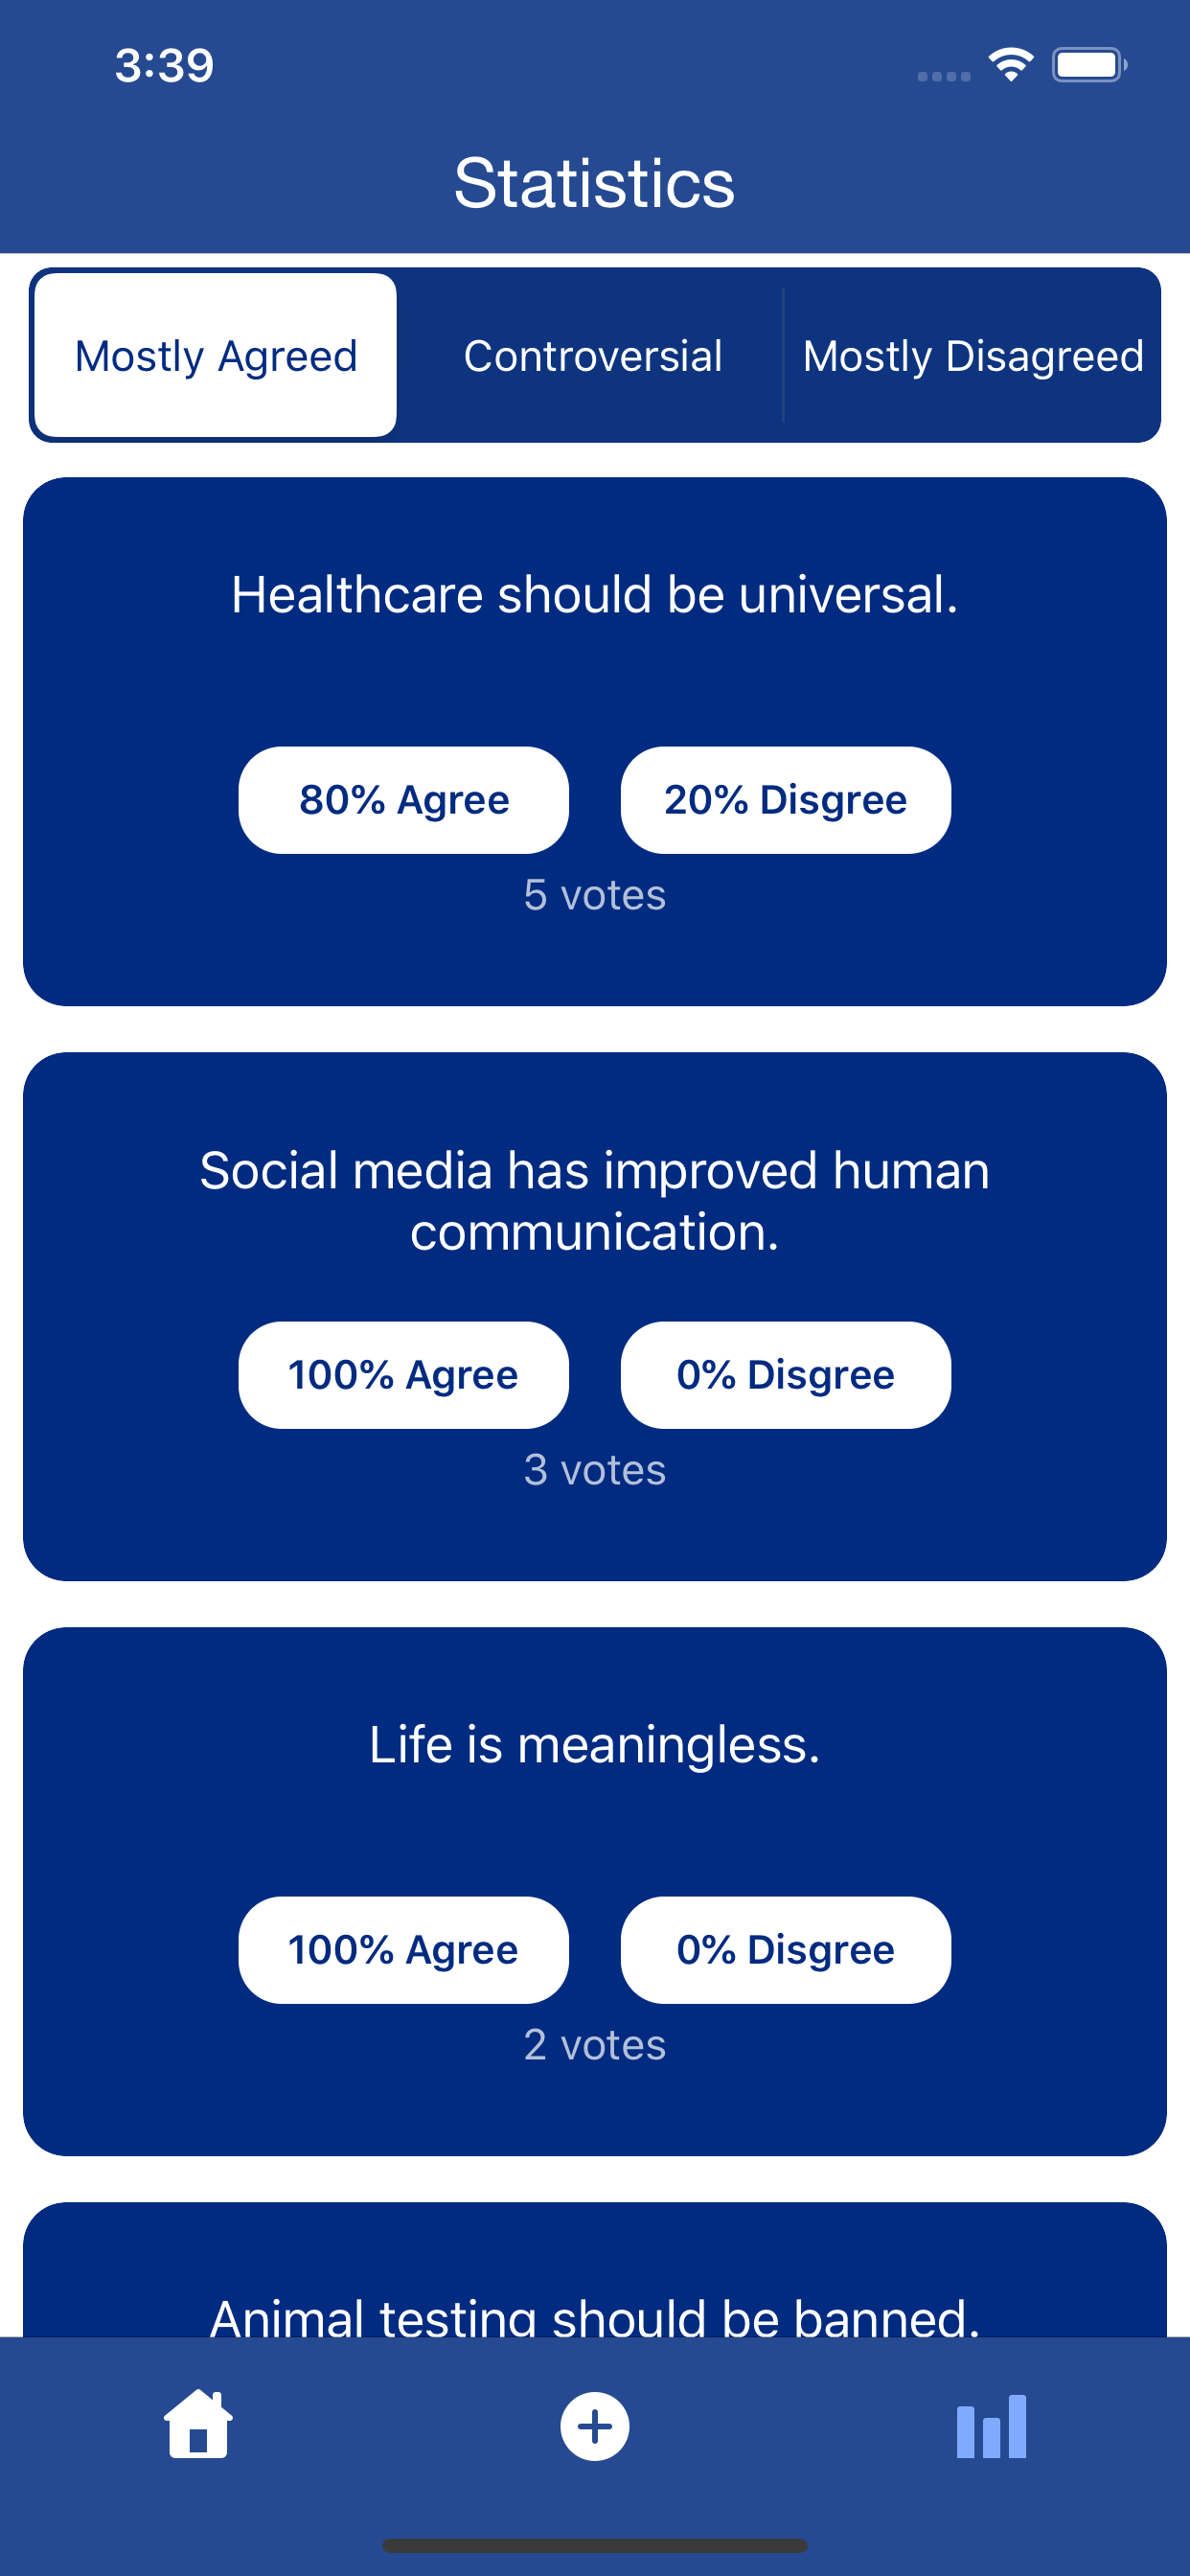 3:39
Statistics
Mostly Agreed
Controversial
Mostly Disagreed
Healthcare should be universal.
80% Agree
20% Disgree
5 votes
Social media has improved human
communication.
100% Agree
0% Disgree
3 votes
Life is meaningless.
100% Agree
0% Disgree
2 votes
Animal testing should be banned.